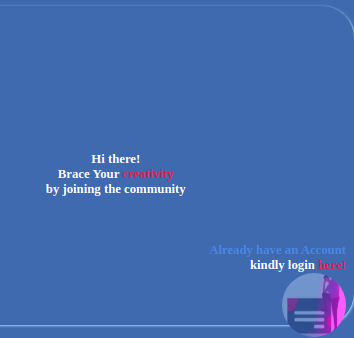 Hi there!
Brace Your creativity
by joining the community
Already have an Account
kindly login here!